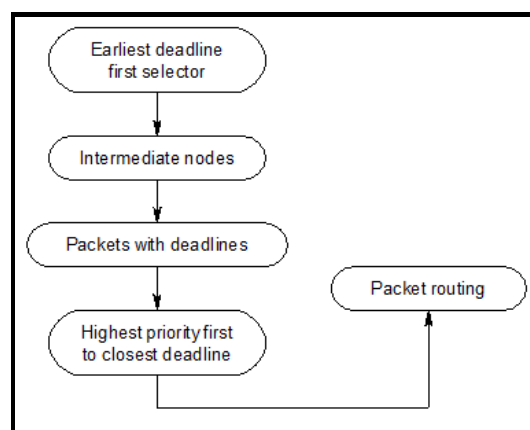 Earliest deadline
first selector
Intermediate nodes
Packets with deadlines
Highest priority first
to closest deadline
Packet routing